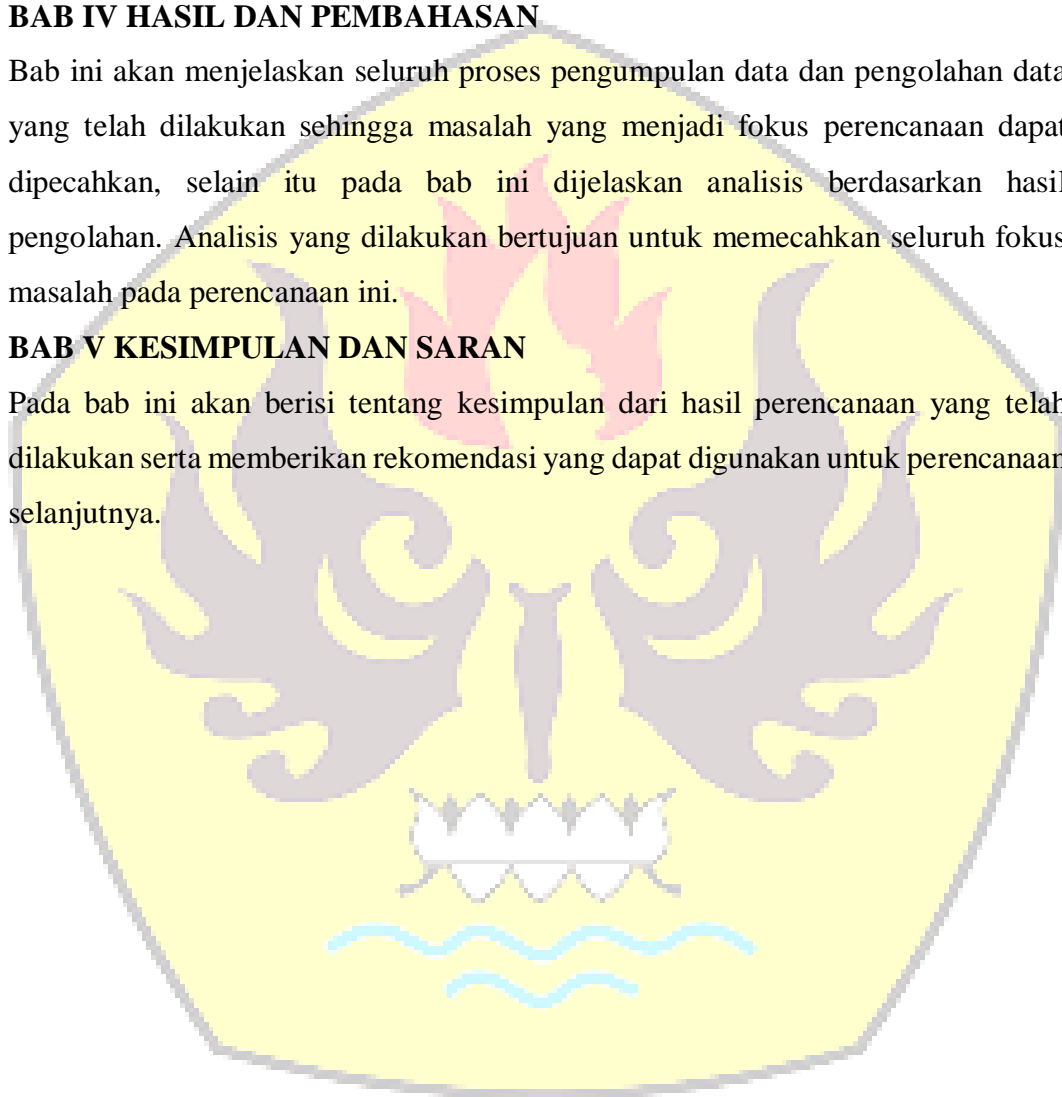 BAB IV HASIL DAN PEMBAHASAN
Bab ini akan menjelaskan seluruh proses pengumpulan data dan pengolahan data
yang telah dilakukan sehingga masalah yang menjadi fokus perencanaan dapat
dipecahkan, selain itu pada bab ini dijelaskan analisis berdasarkan hasil
pengolahan. Analisis yang dilakukan bertujuan untuk memecahkan seluruh fokus
masalah pada perencanaan ini.
BAB V KESIMPULAN DAN SARAN
Pada bab ini akan berisi tentang kesimpulan dari hasil perencanaan yang telah
dilakukan serta memberikan rekomendasi yang dapat digunakan untuk perencanaan
selanjutnya.